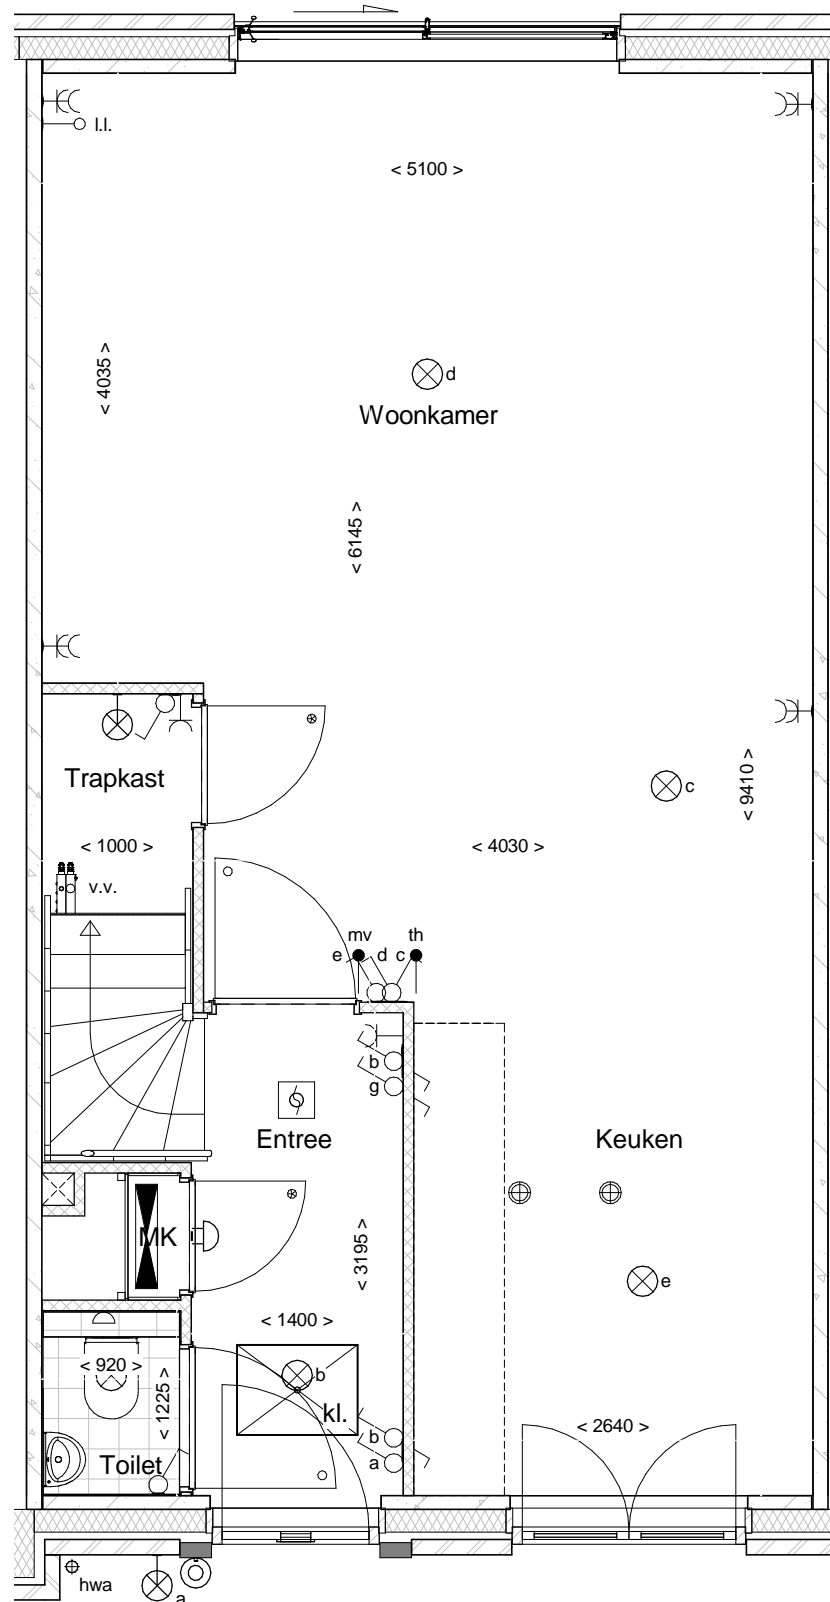 l.l.
< 5100 >
< 4035 >
d
Woonkamer
< 6145 >
Trapkast
c
< 9410 >
< 1000 >
< 4030 >
v.v.
mv
th
e
d
c
b
g
Entree
Keuken
MK
< 3195 >
e
< 1400 >
< 920 >
b
< 1225 >
kl.
< 2640 >
b
a
Toilet
hwa
a